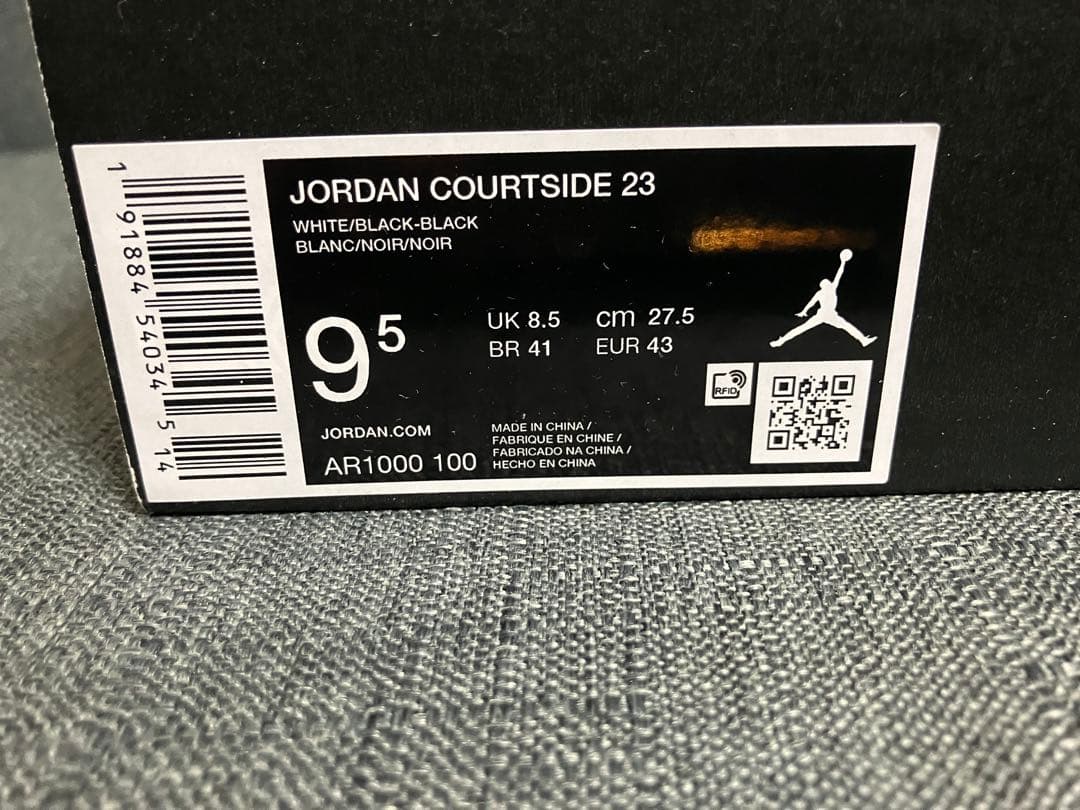 JORDAN COURTSIDE 23
WHITE/BLACK-BLACK
BLANC/NOIR/NOIR
9 5
UK 8.5 cm 27.5
BR 41 EUR 43
RFID
JORDAN.COM
AR1000 100
MADE IN CHINA /
FABRIQUE EN CHINE /
FABRICADO NA CHINA /
HECHO EN CHINA
1 91884 54034 5 14